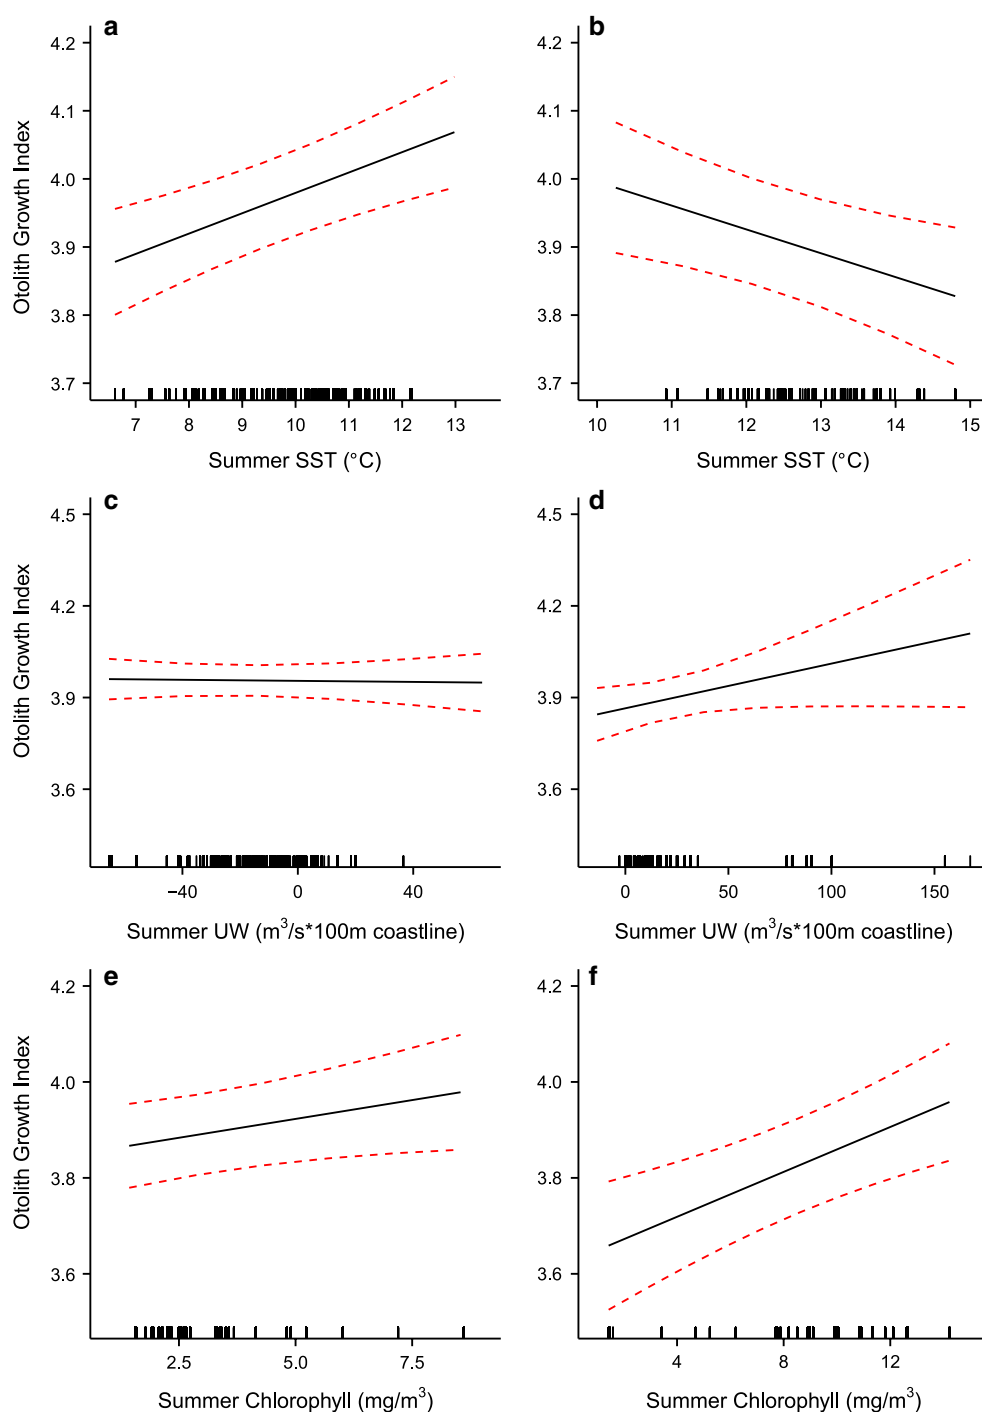 a
b
4.2
4.1
4.0
3.9
3.8
3.7
Otolith Growth Index
7 8 9 10 11 12 13
Summer SST (°C)
4.2
4.1
4.0
3.9
3.8
3.7
10 11 12 13 14 15
Summer SST (°C)
c
d
4.5
4.2
3.9
3.6
Otolith Growth Index
−40 0 40
Summer UW (m³/s*100m coastline)
4.5
4.2
3.9
3.6
0 50 100 150
Summer UW (m³/s*100m coastline)
e
f
4.2
4.0
3.8
3.6
Otolith Growth Index
2.5 5.0 7.5
Summer Chlorophyll (mg/m³)
4.2
4.0
3.8
3.6
4 8 12
Summer Chlorophyll (mg/m³)